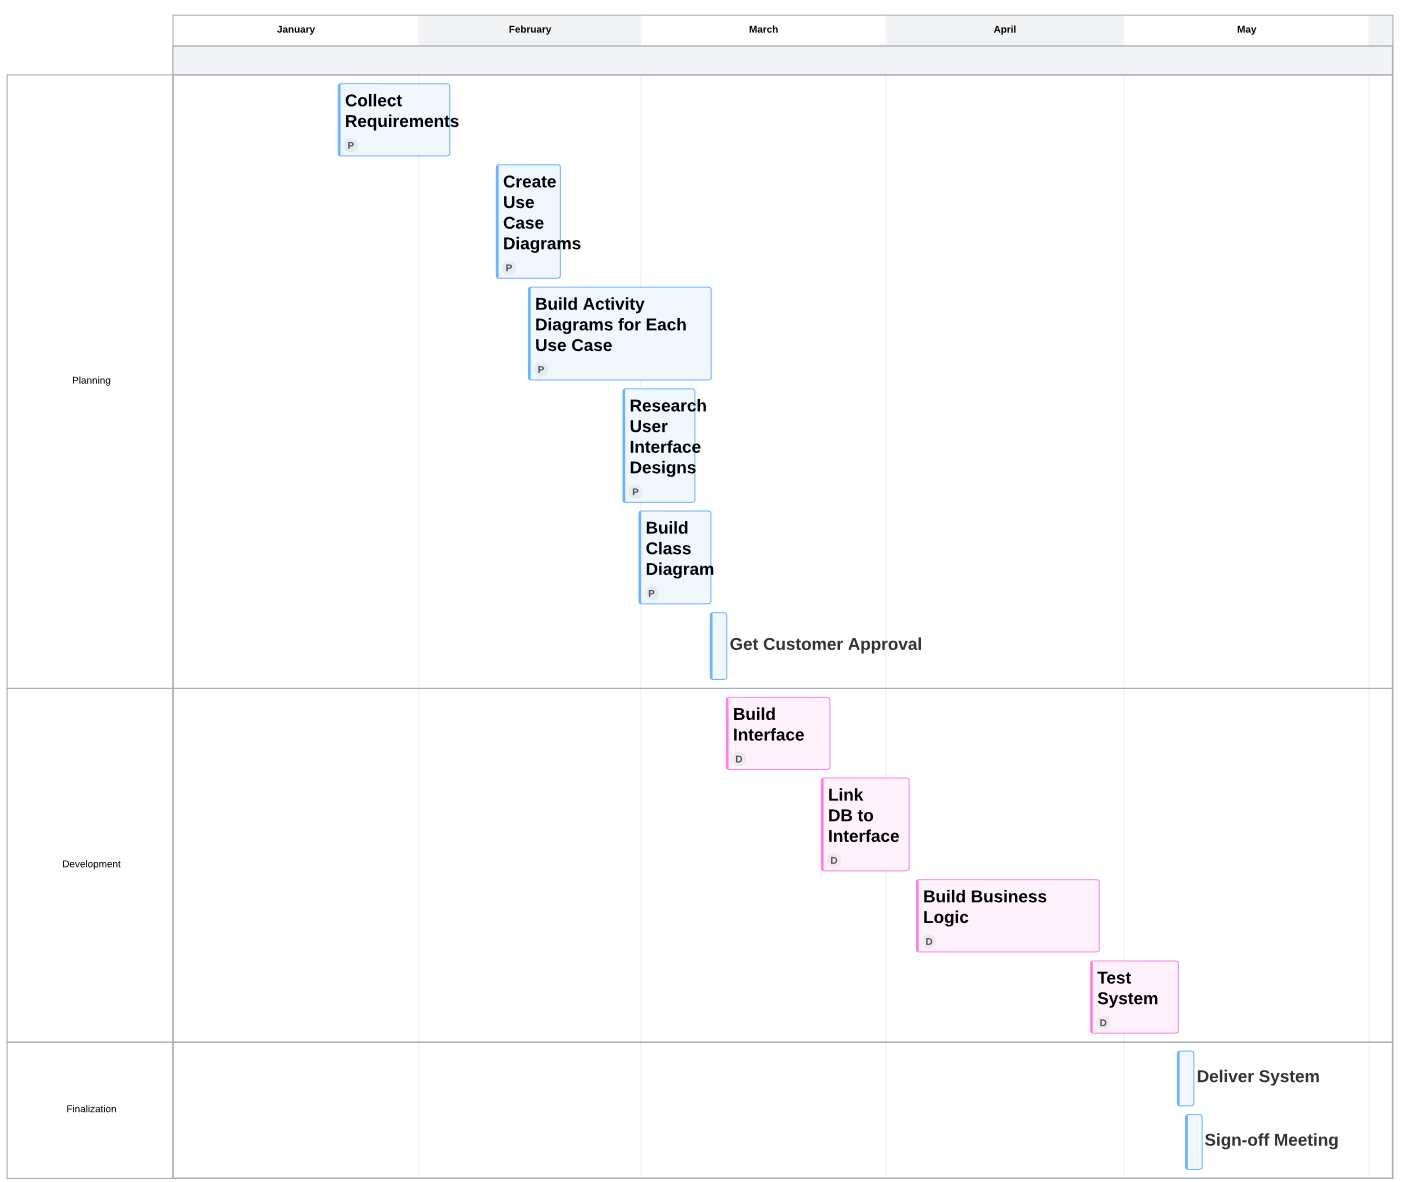 January
February
March
April
May
Planning
Collect
Requirements
P
Create
Use
Case
Diagrams
P
Build Activity
Diagrams for Each
Use Case
P
Research
User
Interface
Designs
P
Build
Class
Diagram
P
Get Customer Approval
Development
Build
Interface
D
Link
DB to
Interface
D
Build Business
Logic
D
Test
System
D
Finalization
Deliver System
Sign-off Meeting